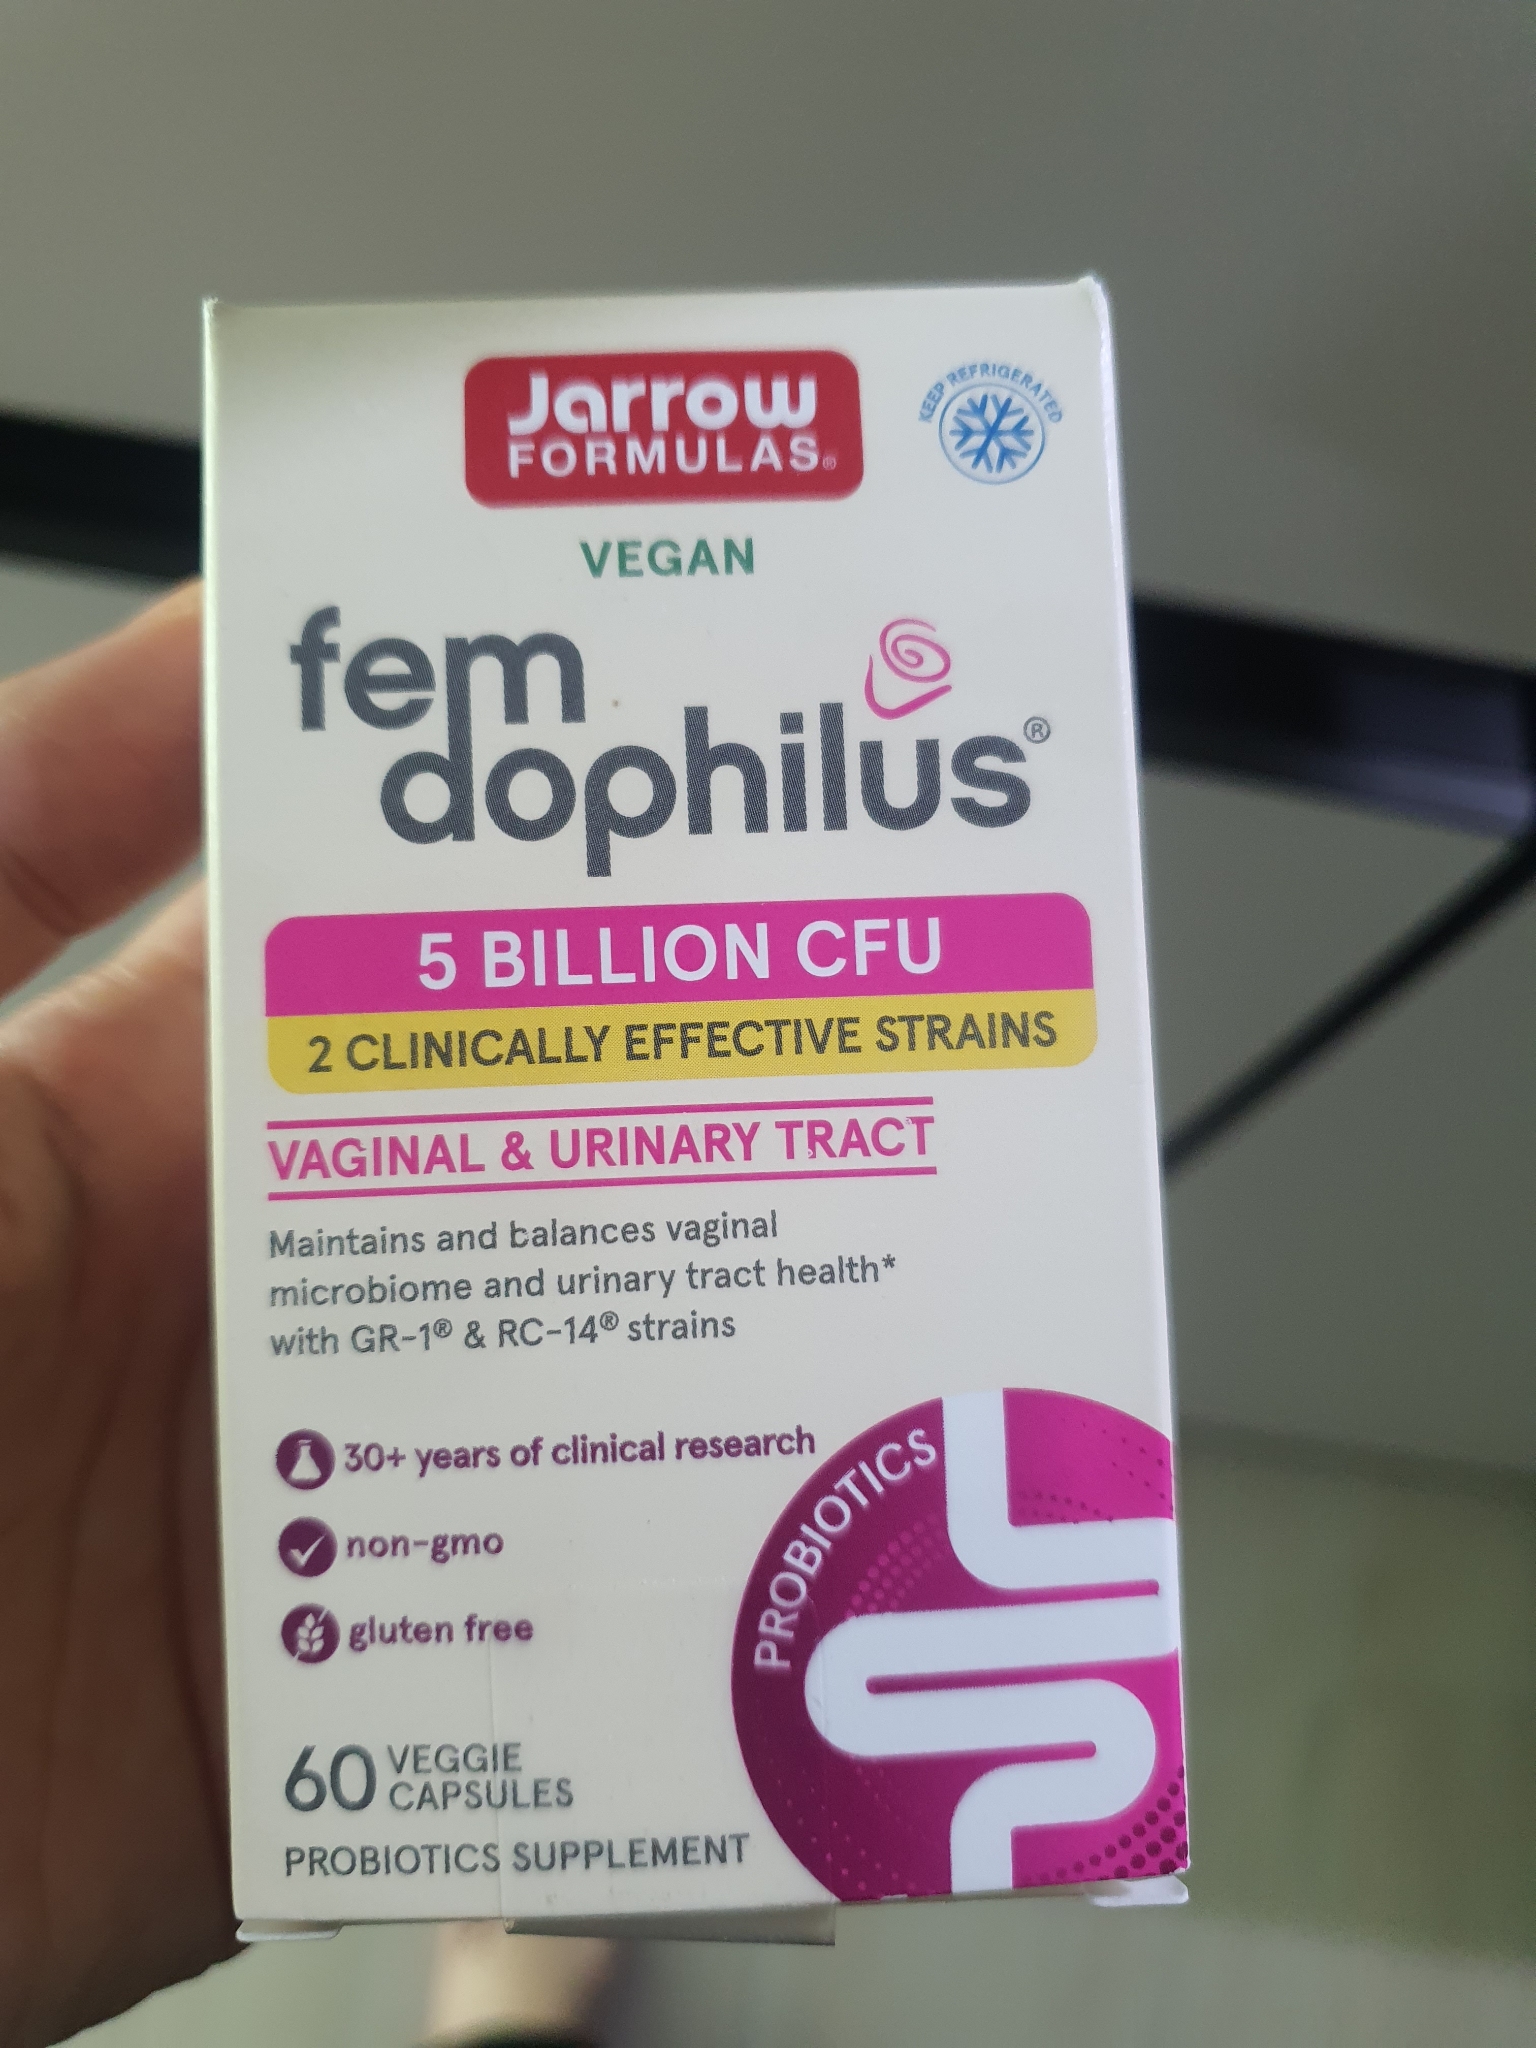 Jarrow
FORMULAS®
KEEP REFRIGERATED
VEGAN
fem
dophilus®
5 BILLION CFU
2 CLINICALLY EFFECTIVE STRAINS
VAGINAL & URINARY TRACT
Maintains and balances vaginal
microbiome and urinary tract health*
with GR-1® & RC-14® strains
30+ years of clinical research
non-gmo
gluten free
PROBIOTICS
60 VEGGIE
CAPSULES
PROBIOTICS SUPPLEMENT